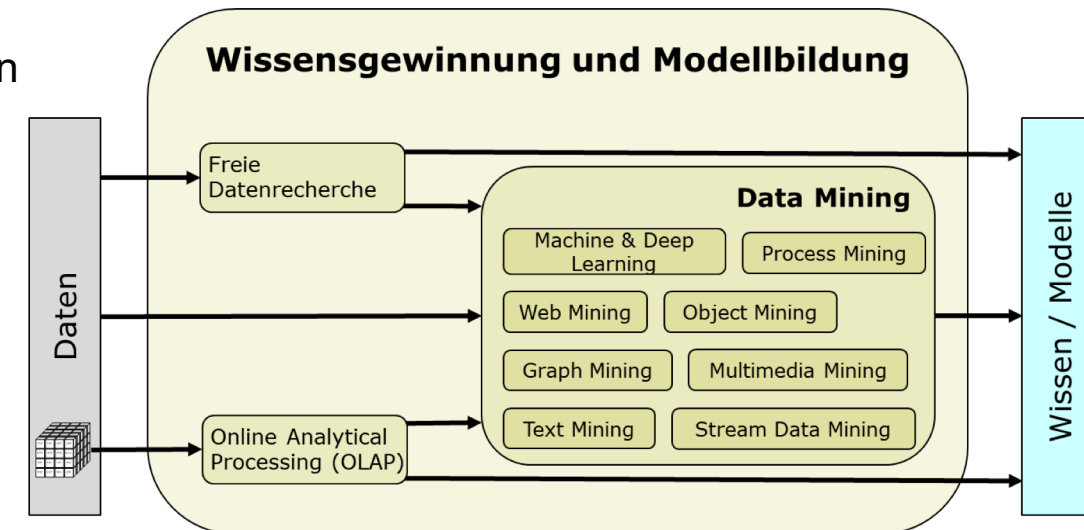 n
Wissensgewinnung und Modellbildung
Daten
Freie
Datenrecherche
Data Mining
Machine & Deep
Learning
Process Mining
Web Mining
Object Mining
Graph Mining
Multimedia Mining
Text Mining
Stream Data Mining
Online Analytical
Processing (OLAP)
Wissen / Modelle